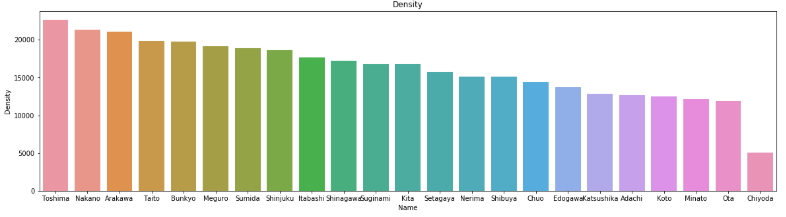 Density
Density
20000
15000
10000
5000
0
Toshima Nakano Arakawa Taito Bunkyo Meguro Sumida Shinjuku Itabashi Shinagawa Suginami Kita Setagaya Nerima Shibuya Chuo Edogawa Katsushika Adachi Koto Minato Ota Chiyoda
Name